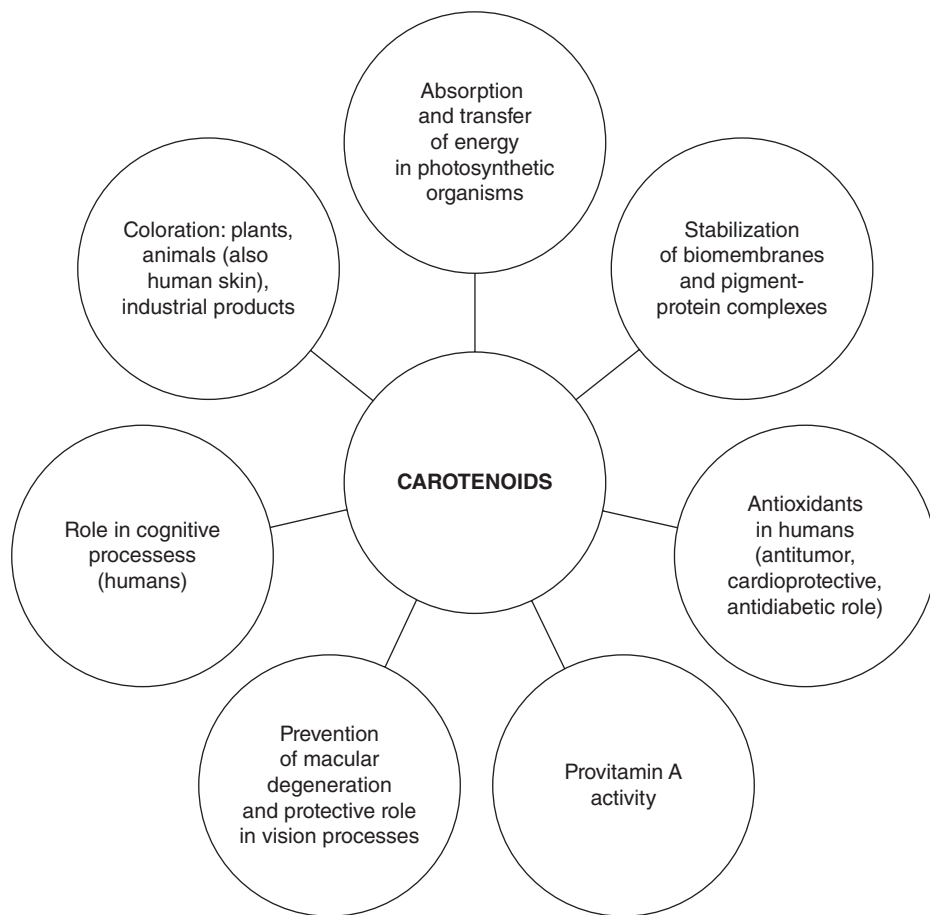 Absorption
and transfer
of energy
in photosynthetic
organisms
Coloration: plants,
animals (also
human skin),
industrial products
Stabilization
of biomembranes
and pigment-
protein complexes
CAROTENOIDS
Role in cognitive
processess
(humans)
Antioxidants
in humans
(antitumor,
cardioprotective,
antidiabetic role)
Prevention
of macular
degeneration
and protective role
in vision processes
Provitamin A
activity